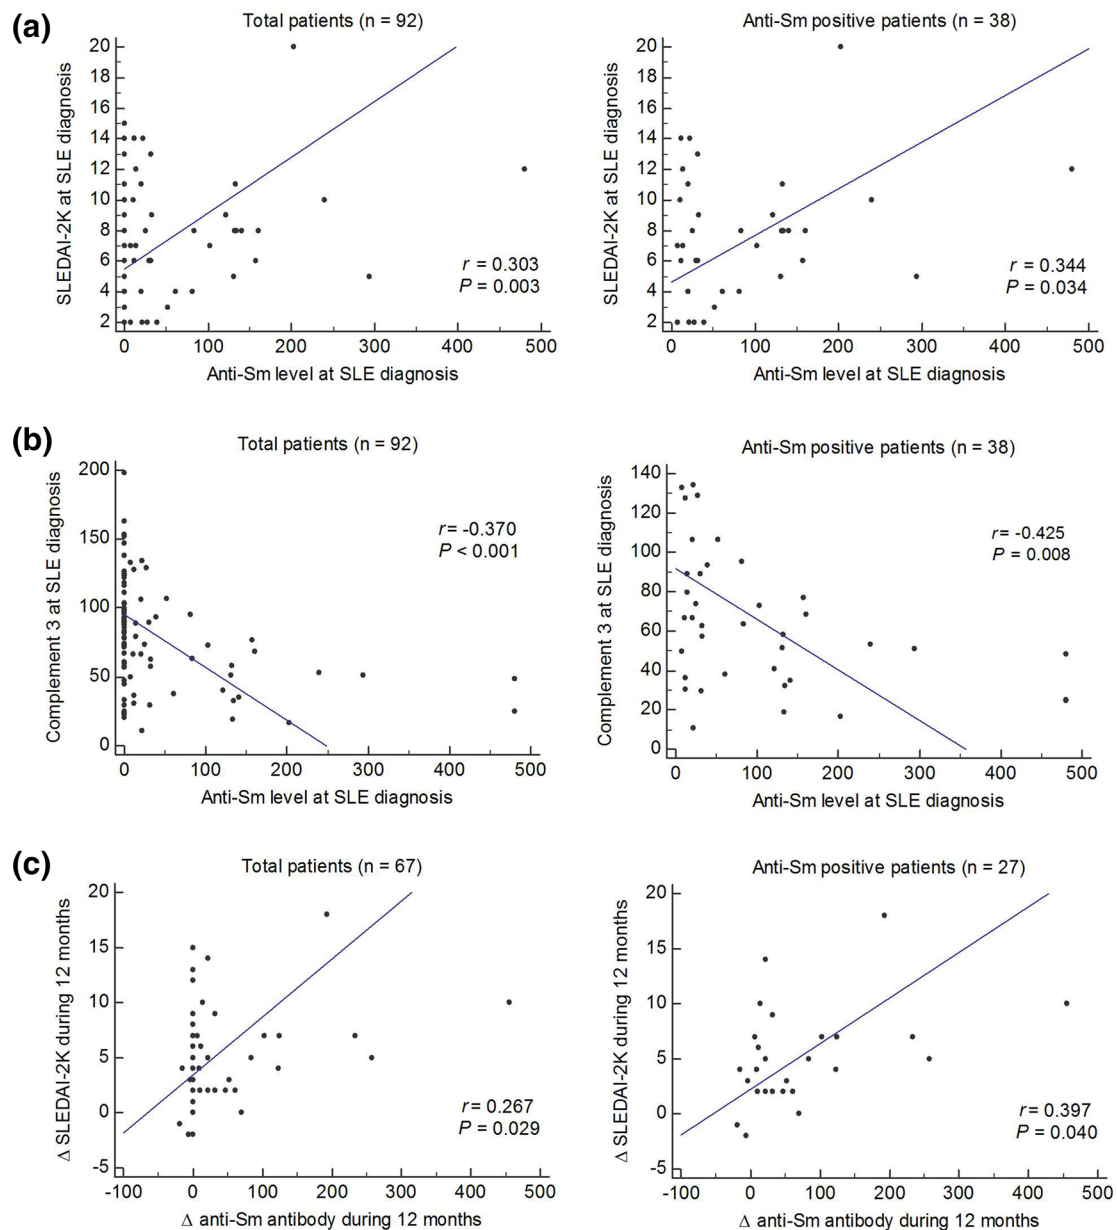 (a)
Total patients (n = 92)
SLEDAI-2K at SLE diagnosis
20
18
16
14
12
10
8
6
4
2
r = 0.303
P = 0.003
0 100 200 300 400 500
Anti-Sm level at SLE diagnosis
Anti-Sm positive patients (n = 38)
SLEDAI-2K at SLE diagnosis
20
18
16
14
12
10
8
6
4
2
r = 0.344
P = 0.034
0 100 200 300 400 500
Anti-Sm level at SLE diagnosis
(b)
Total patients (n = 92)
Complement 3 at SLE diagnosis
200
150
100
50
0
r= -0.370
P < 0.001
0 100 200 300 400 500
Anti-Sm level at SLE diagnosis
Anti-Sm positive patients (n = 38)
Complement 3 at SLE diagnosis
140
120
100
80
60
40
20
0
r= -0.425
P = 0.008
0 100 200 300 400 500
Anti-Sm level at SLE diagnosis
(c)
Total patients (n = 67)
Δ SLEDAI-2K during 12 months
20
15
10
5
0
-5
r= 0.267
P = 0.029
-100 0 100 200 300 400 500
Δ anti-Sm antibody during 12 months
Anti-Sm positive patients (n = 27)
Δ SLEDAI-2K during 12 months
20
15
10
5
0
-5
r= 0.397
P = 0.040
-100 0 100 200 300 400 500
Δ anti-Sm antibody during 12 months